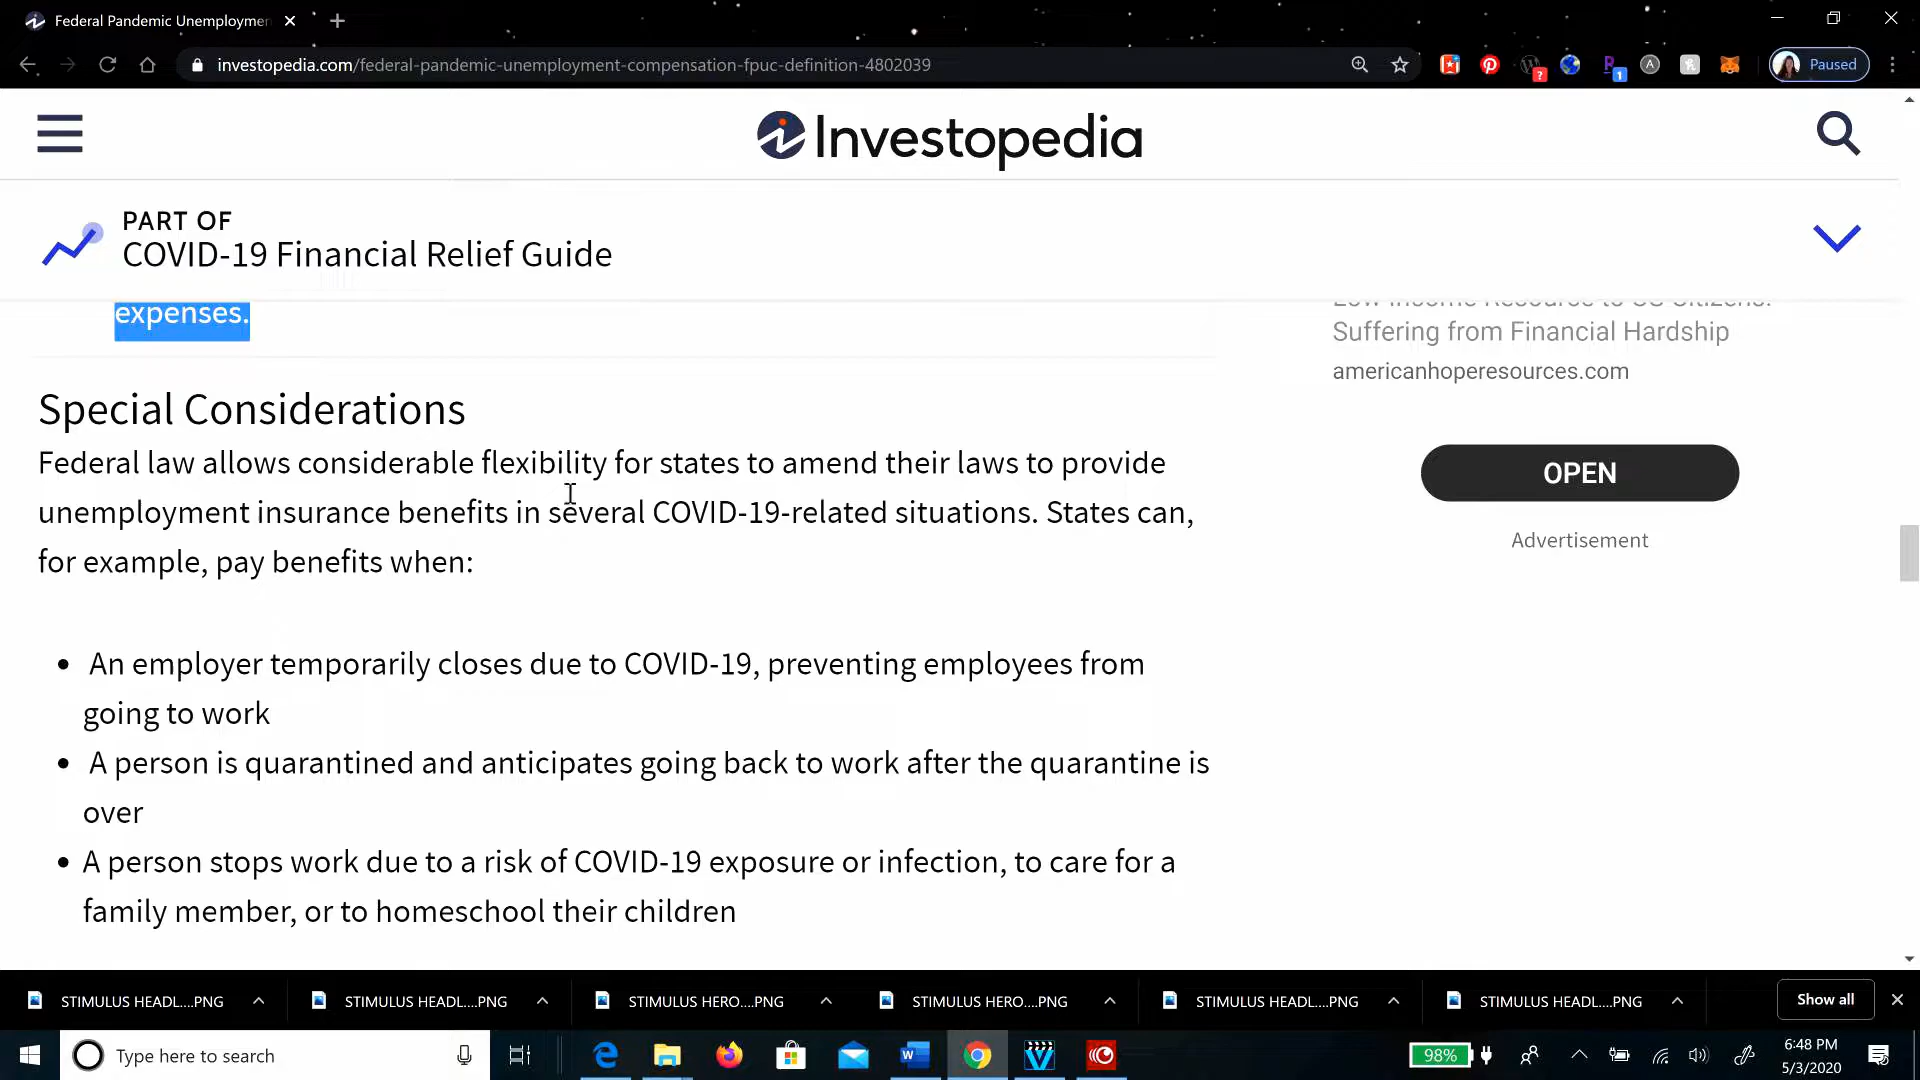 Federal Pandemic Unemploymen
investopedia.com/federal-pandemic-unemployment-compensation-fpuc-definition-4802039
?
1
A
Paused
Investopedia
PART OF
COVID-19 Financial Relief Guide
expenses.
Special Considerations
Federal law allows considerable flexibility for states to amend their laws to provide
unemployment insurance benefits in several COVID-19-related situations. States can,
for example, pay benefits when:
• An employer temporarily closes due to COVID-19, preventing employees from
going to work
• A person is quarantined and anticipates going back to work after the quarantine is
over
• A person stops work due to a risk of COVID-19 exposure or infection, to care for a
family member, or to homeschool their children
Low Income Resource to US Citizens.
Suffering from Financial Hardship
americanhoperesources.com
OPEN
Advertisement
STIMULUS HEADL....PNG
STIMULUS HEADL....PNG
STIMULUS HERO....PNG
STIMULUS HERO....PNG
STIMULUS HEADL....PNG
STIMULUS HEADL....PNG
Show all
Type here to search
98%
6:48 PM
5/3/2020